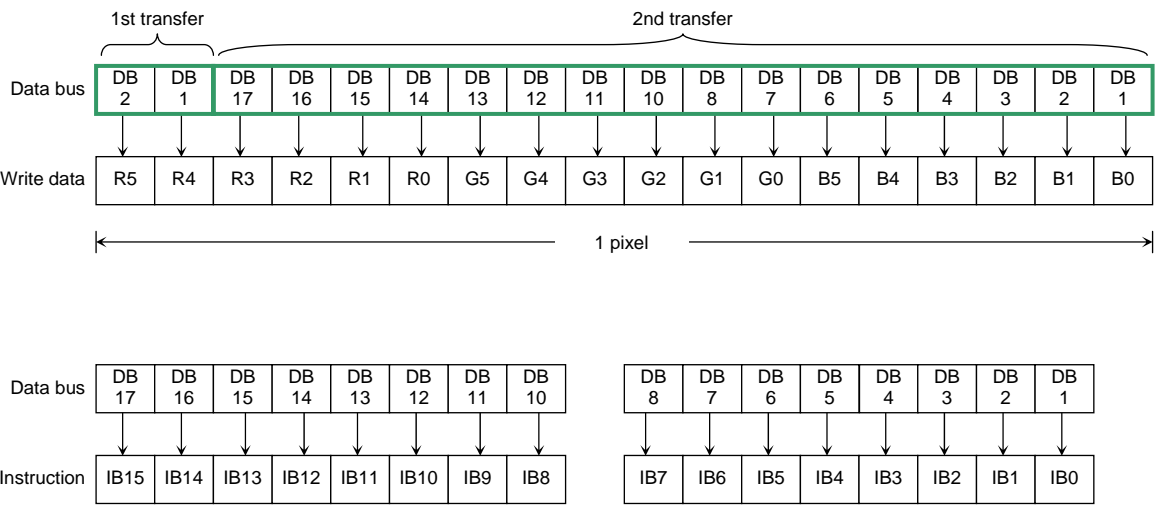 1st transfer 2nd transfer
Data bus DB 2 DB 1 DB 17 DB 16 DB 15 DB 14 DB 13 DB 12 DB 11 DB 10 DB 8 DB 7 DB 6 DB 5 DB 4 DB 3 DB 2 DB 1
Write data R5 R4 R3 R2 R1 R0 G5 G4 G3 G2 G1 G0 B5 B4 B3 B2 B1 B0
1 pixel
Data bus DB 17 DB 16 DB 15 DB 14 DB 13 DB 12 DB 11 DB 10 DB 8 DB 7 DB 6 DB 5 DB 4 DB 3 DB 2 DB 1
Instruction IB15 IB14 IB13 IB12 IB11 IB10 IB9 IB8 IB7 IB6 IB5 IB4 IB3 IB2 IB1 IB0